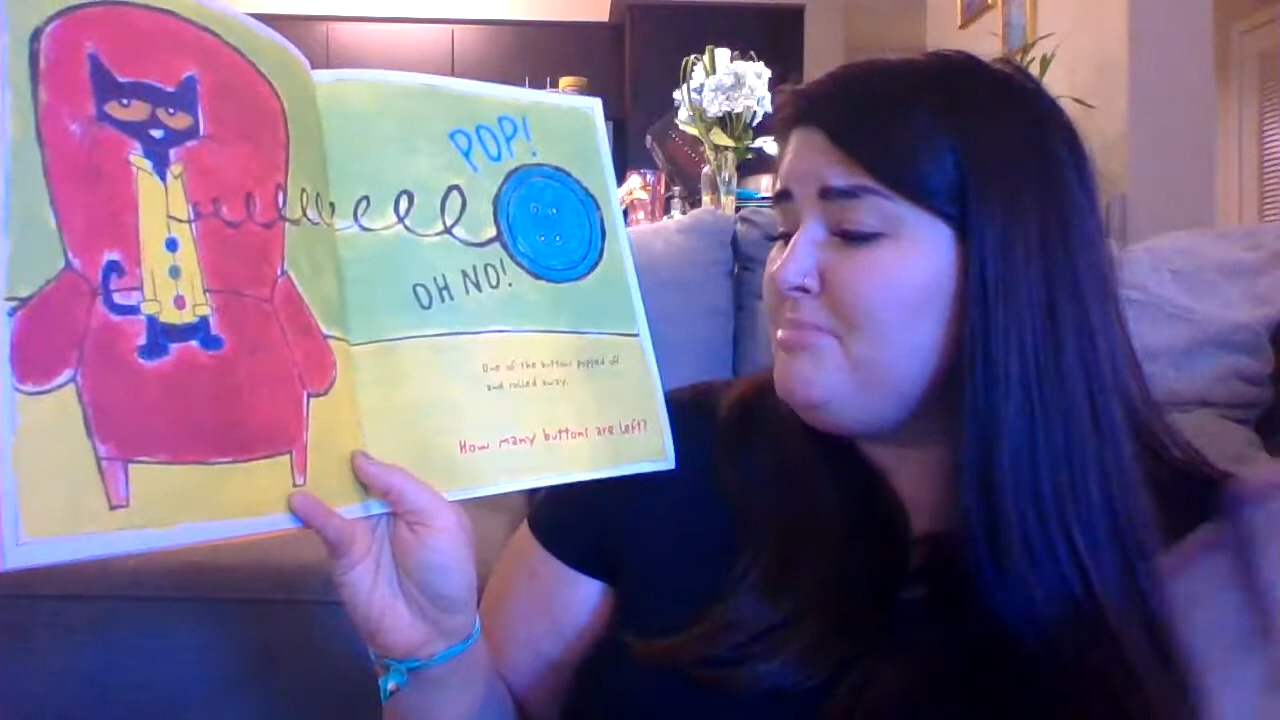 POP!
OH NO!
One of the buttons popped off
and rolled away.
How many buttons are left?